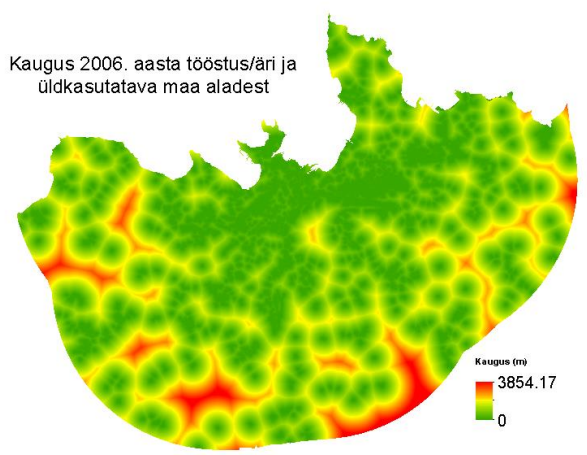 Kaugus 2006. aasta tööstus/äri ja
üldkasutatava maa aladest
Kaugus (m)
3854.17
0